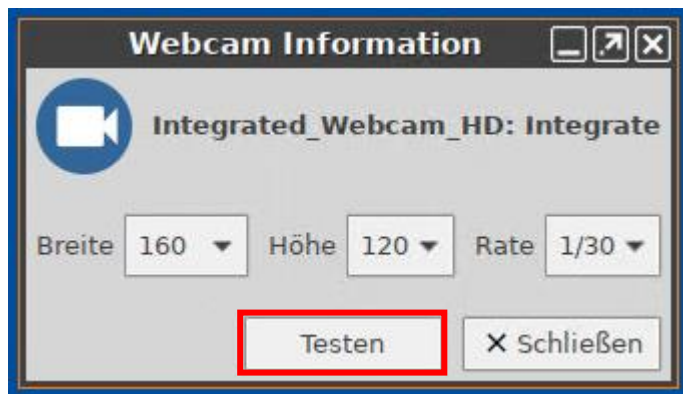 Webcam Information
Integrated_Webcam_HD: Integrate
Breite 160 Höhe 120 Rate 1/30
Testen Schließen